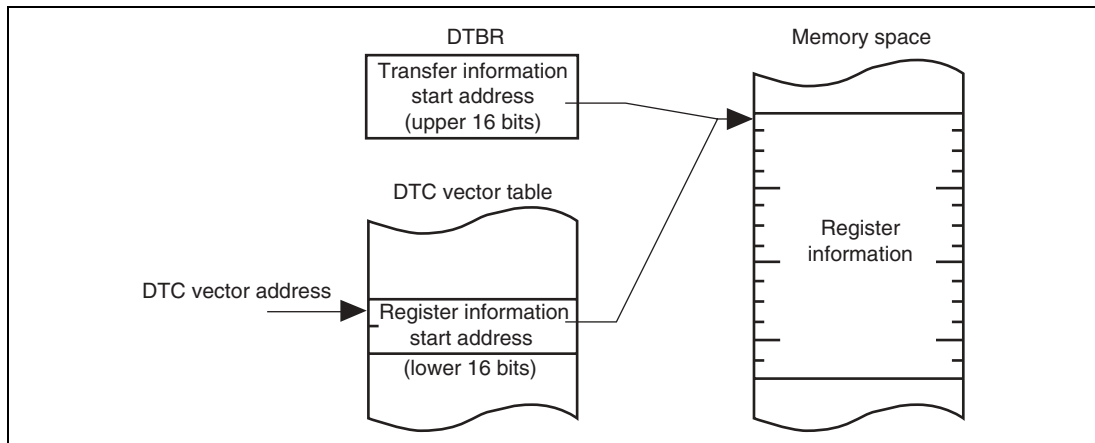 DTBR
Transfer information
start address
(upper 16 bits)
Memory space
DTC vector table
DTC vector address
Register information
start address
(lower 16 bits)
Register
information